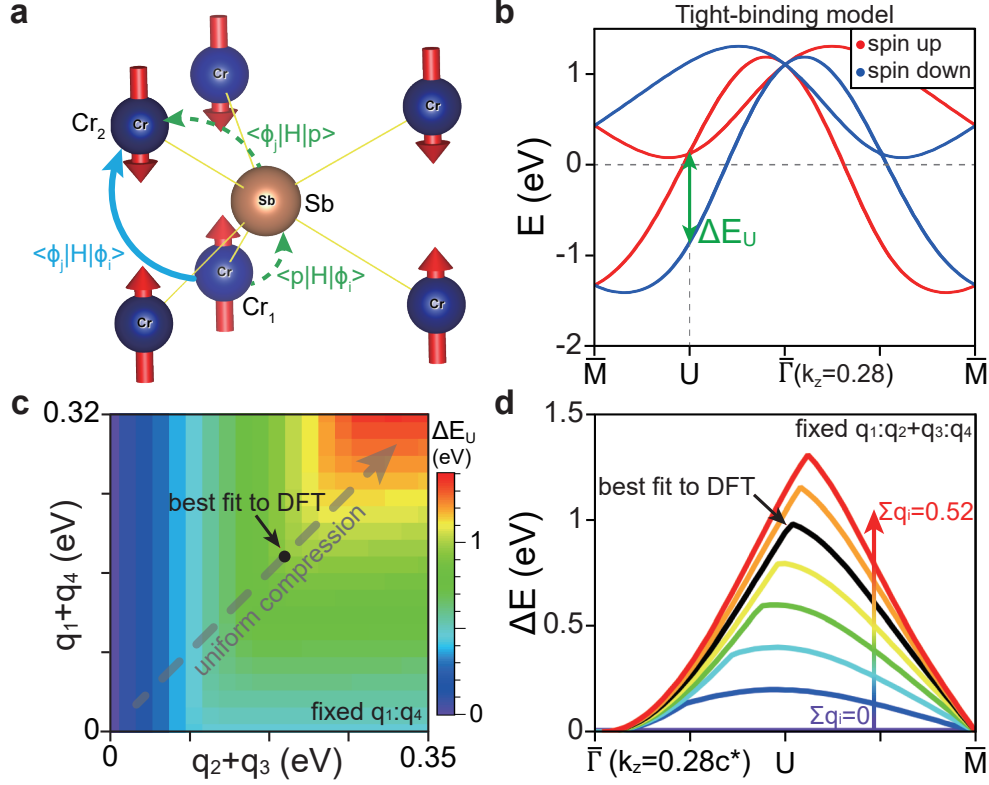 a
Cr
Cr
Cr
Cr₂
Cr
<ϕj|H|p>
Sb
Sb
<ϕj|H|ϕi>
Cr
<p|H|ϕi>
Cr
Cr₁
Cr
b
Tight-binding model
spin up
spin down
E (eV)
1
0
-1
-2
ΔEU
M̅
U
Γ̅(kz=0.28)
M̅
c
0.32
q₁+q₄ (eV)
0
ΔEU
(eV)
1
0
best fit to DFT
uniform compression
fixed q₁:q₄
0
q₂+q₃ (eV)
0.35
d
1.5
fixed q₁:q₂+q₃:q₄
best fit to DFT
Σqi=0.52
1
ΔE (eV)
0.5
Σqi=0
0
Γ̅ (kz=0.28c*)
U
M̅